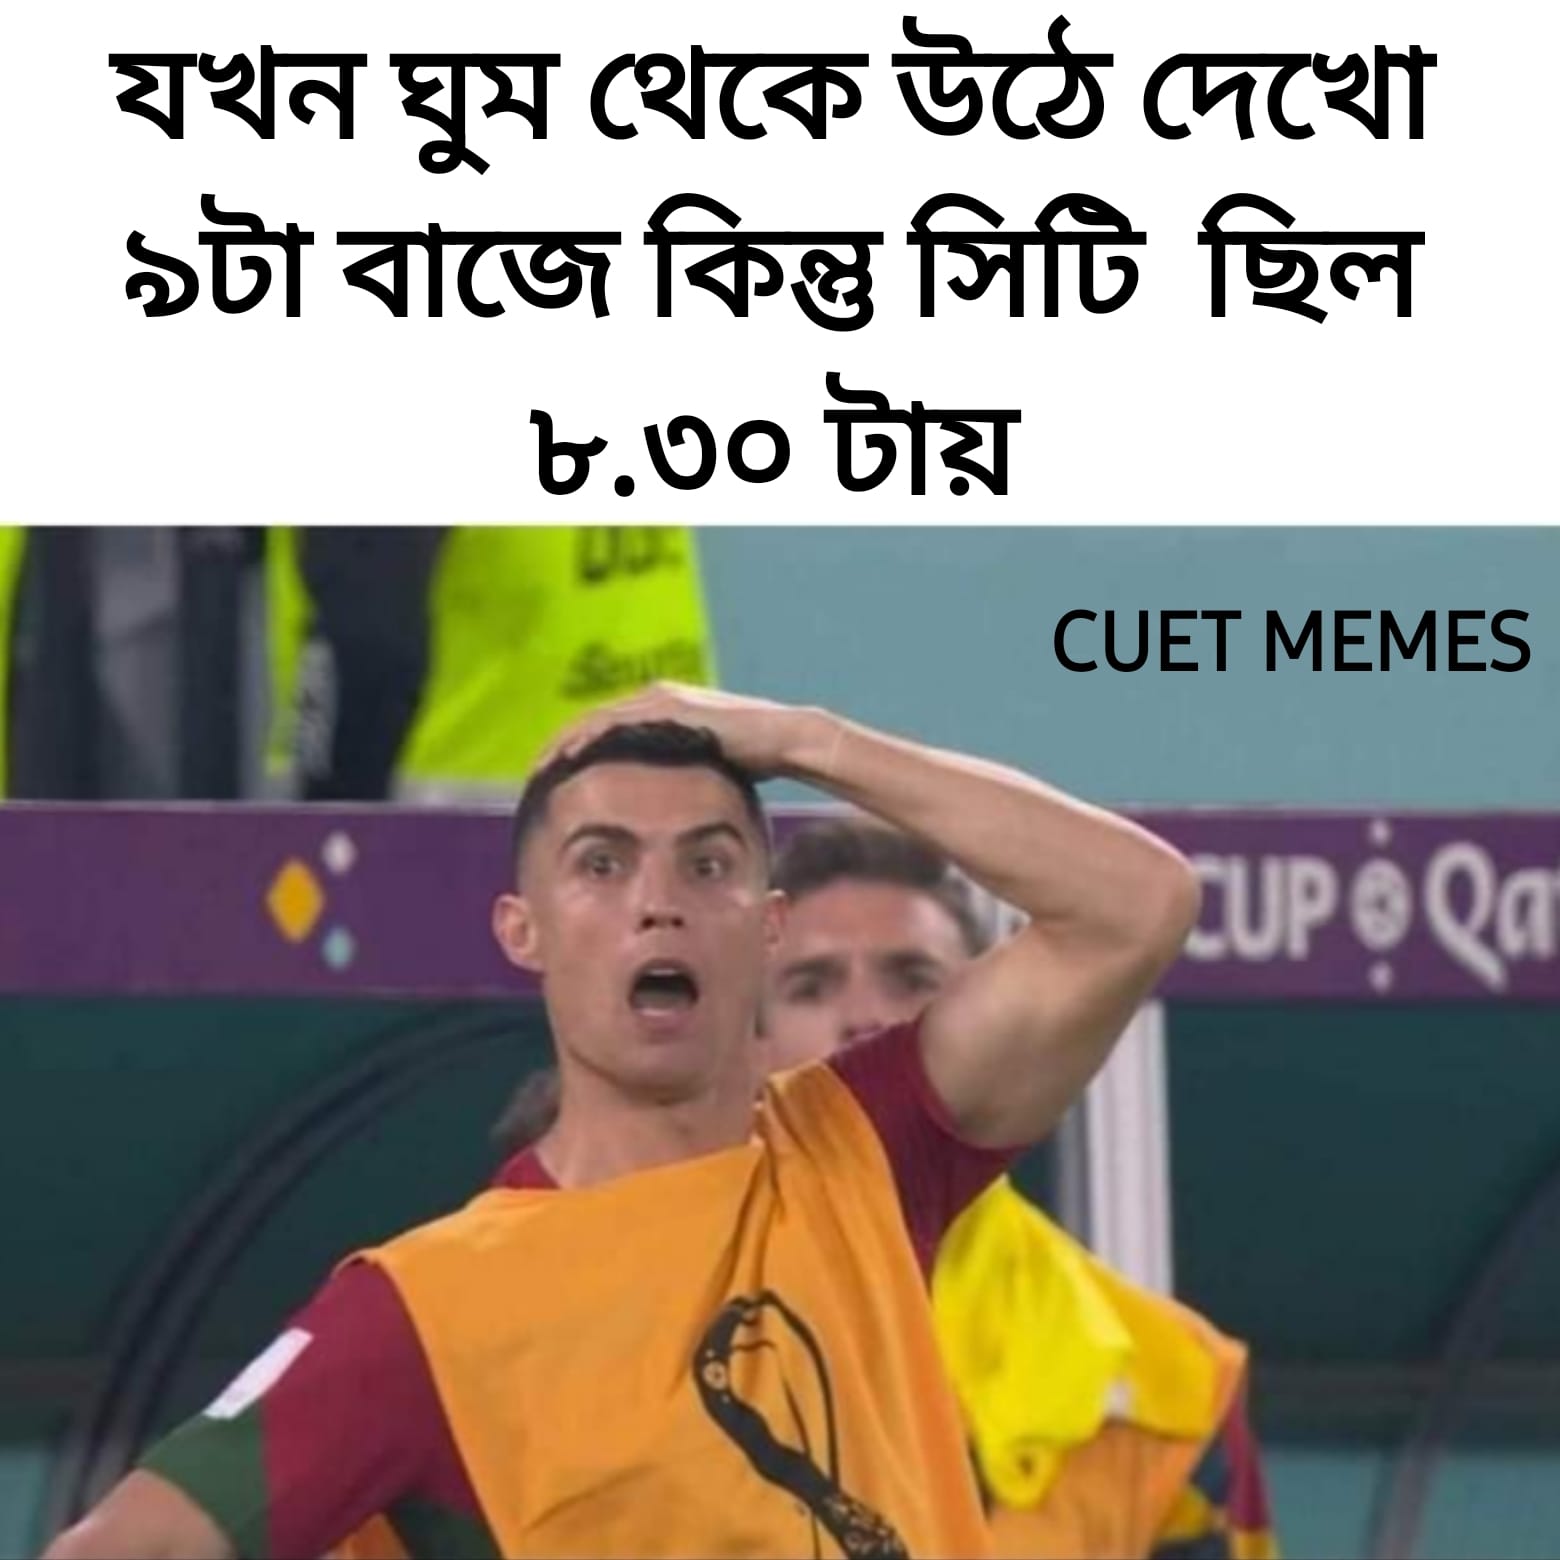 যখন ঘুম থেকে উঠে দেখো
৯টা বাজে কিন্তু সিটি ছিল
৮.৩০ টায়
CUET MEMES
CUP Qa